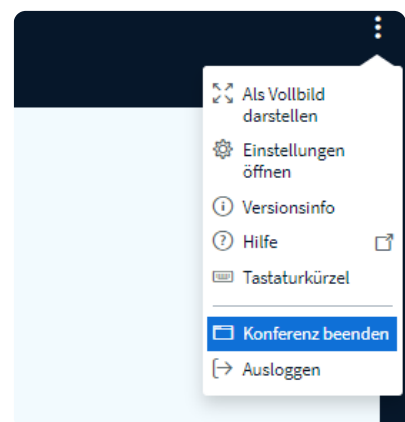 Als Vollbild
darstellen
Einstellungen
öffnen
Versionsinfo
Hilfe
Tastaturkürzel
Konferenz beenden
Ausloggen